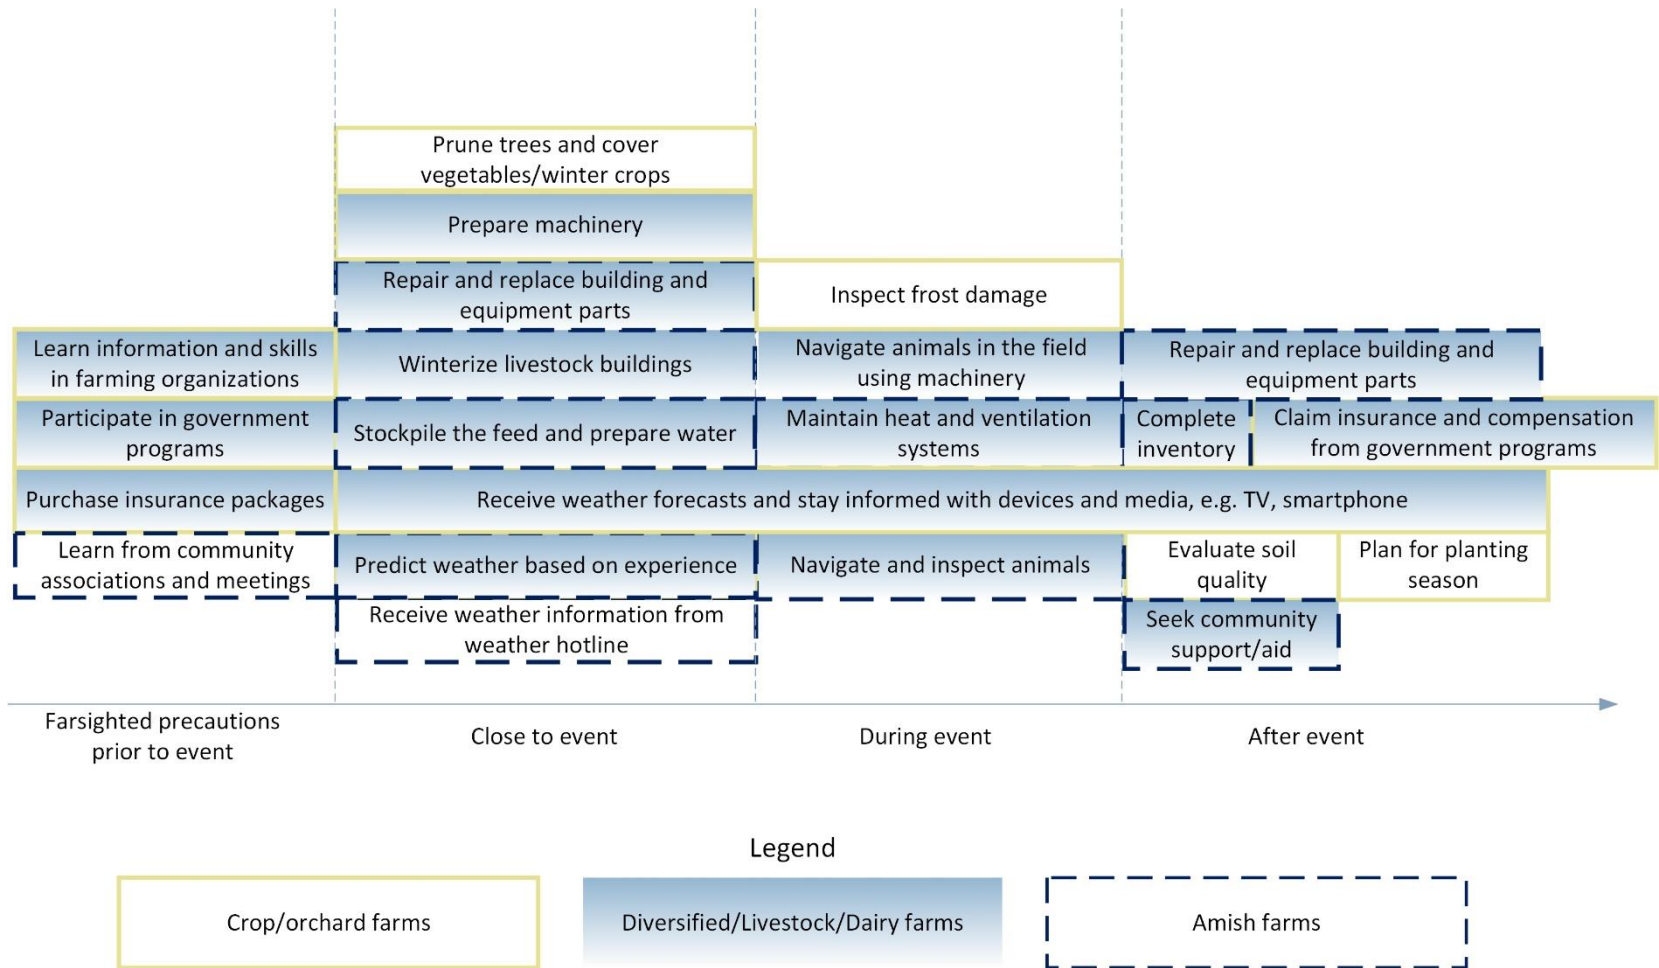 Prune trees and cover
vegetables/winter crops
Prepare machinery
Repair and replace building and
equipment parts
Inspect frost damage
Learn information and skills
in farming organizations
Winterize livestock buildings
Navigate animals in the field
using machinery
Repair and replace building and
equipment parts
Participate in government
programs
Stockpile the feed and prepare water
Maintain heat and ventilation
systems
Complete
inventory
Claim insurance and compensation
from government programs
Purchase insurance packages
Receive weather forecasts and stay informed with devices and media, e.g. TV, smartphone
Learn from community
associations and meetings
Predict weather based on experience
Navigate and inspect animals
Evaluate soil
quality
Plan for planting
season
Receive weather information from
weather hotline
Seek community
support/aid
Farsighted precautions
prior to event
Close to event
During event
After event
Legend
Crop/orchard farms
Diversified/Livestock/Dairy farms
Amish farms